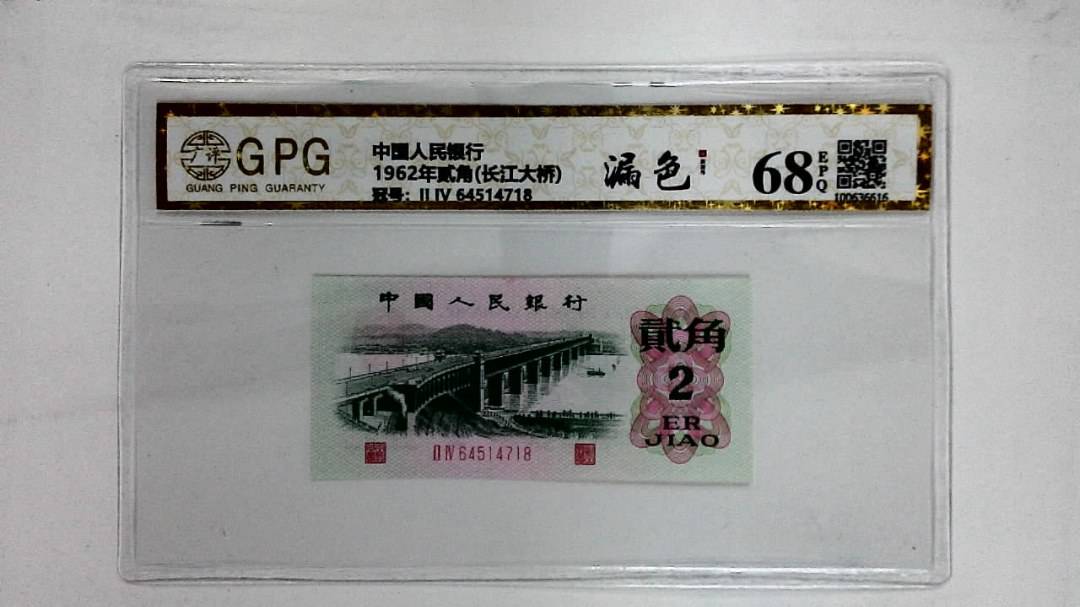 GPG
GUANG PING GUARANTY
中国人民银行
1962年贰角(长江大桥)
冠号: II IV 64514718
漏色
68 EPQ
100636616
中國人民銀行
貳角
2
ER
JIAO
II IV 64514718